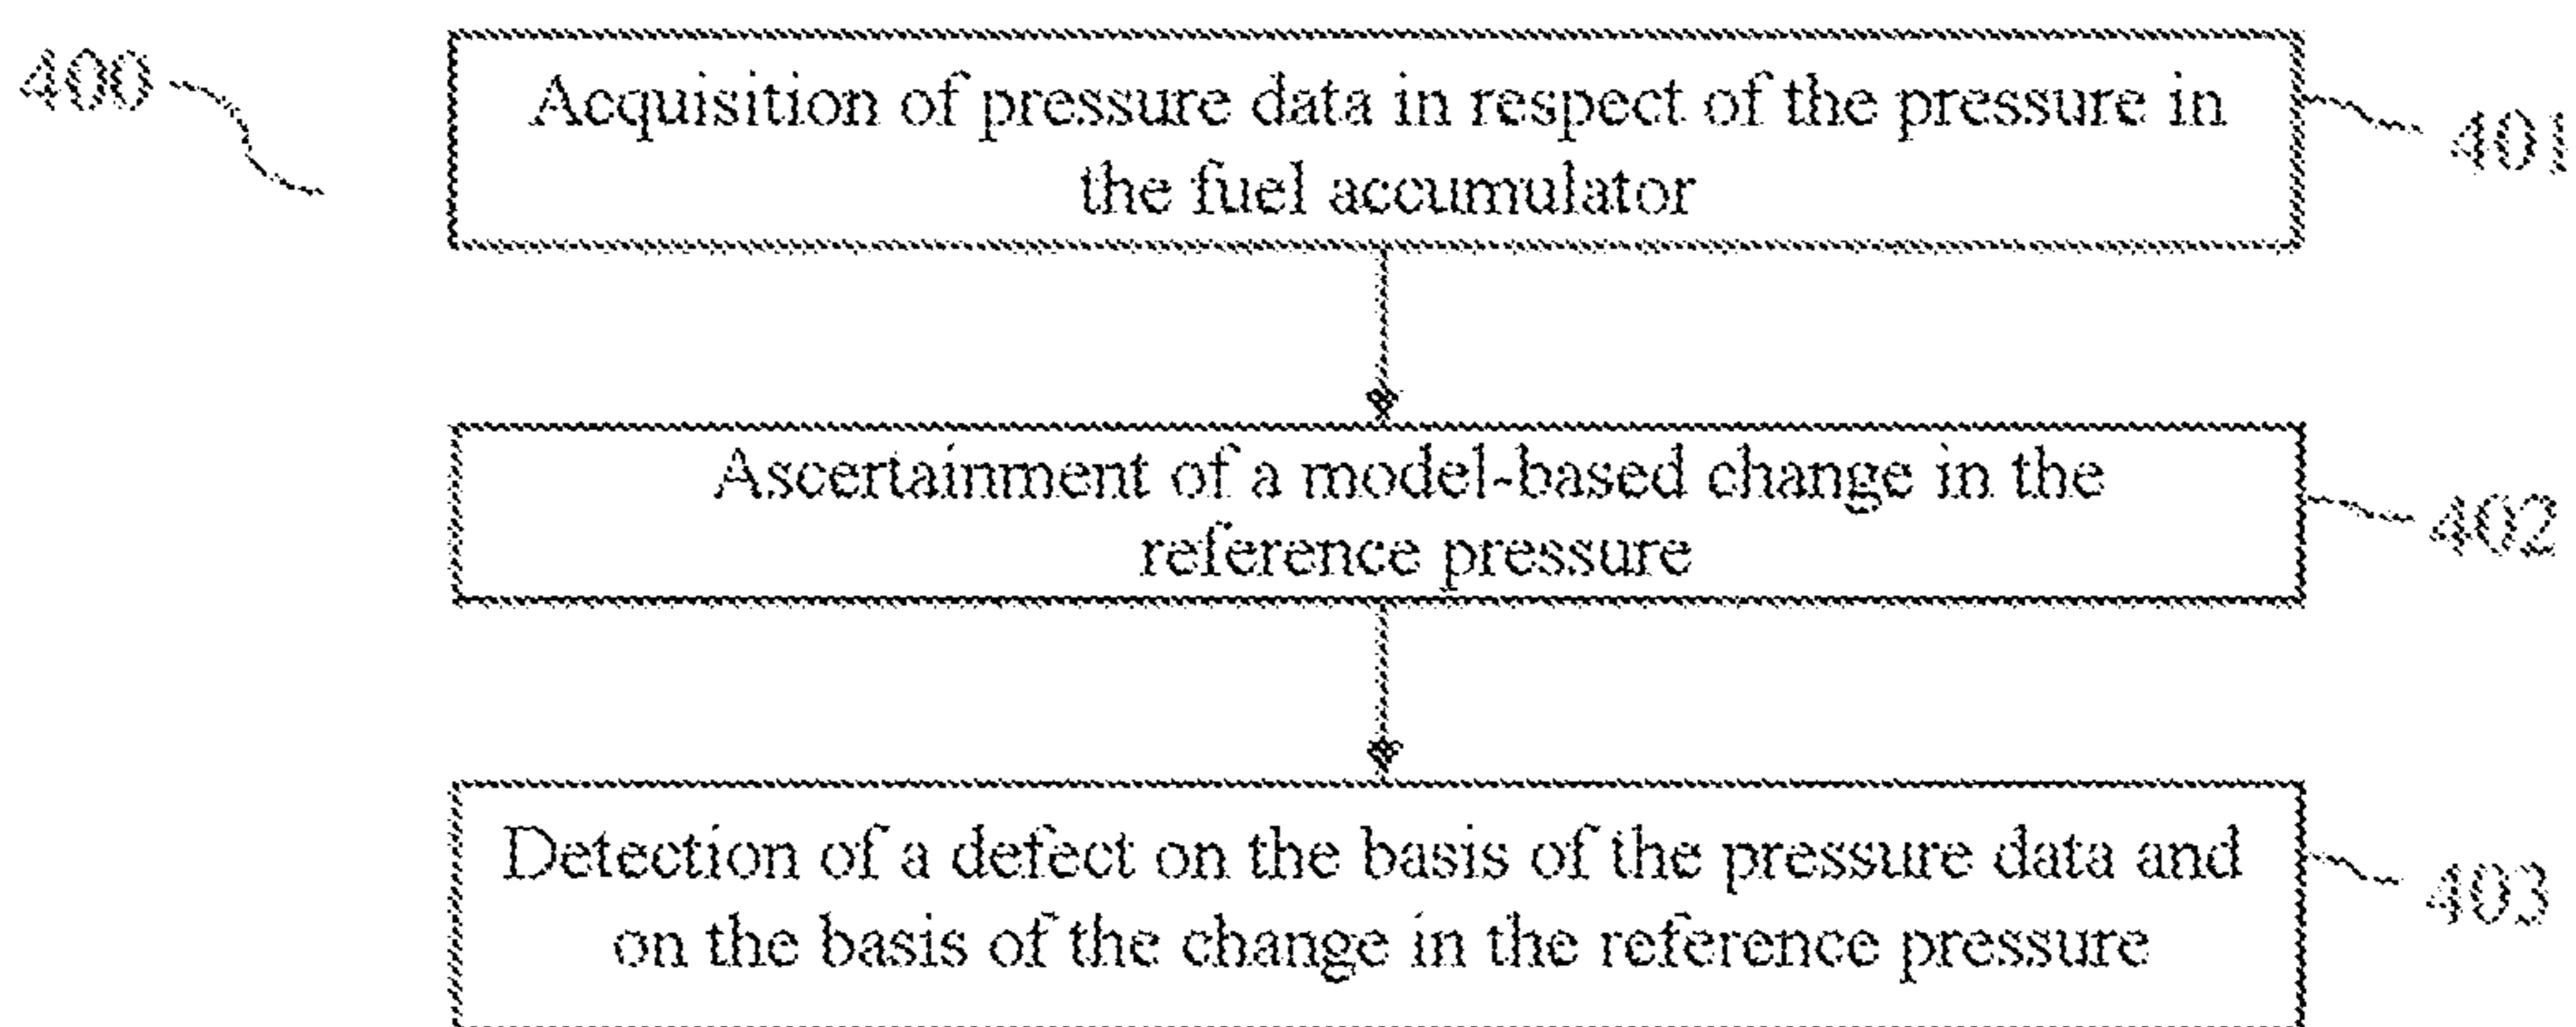 400
Acquisition of pressure data in respect of the pressure in
the fuel accumulator
401
Ascertainment of a model-based change in the
reference pressure
402
Detection of a defect on the basis of the pressure data and
on the basis of the change in the reference pressure
403